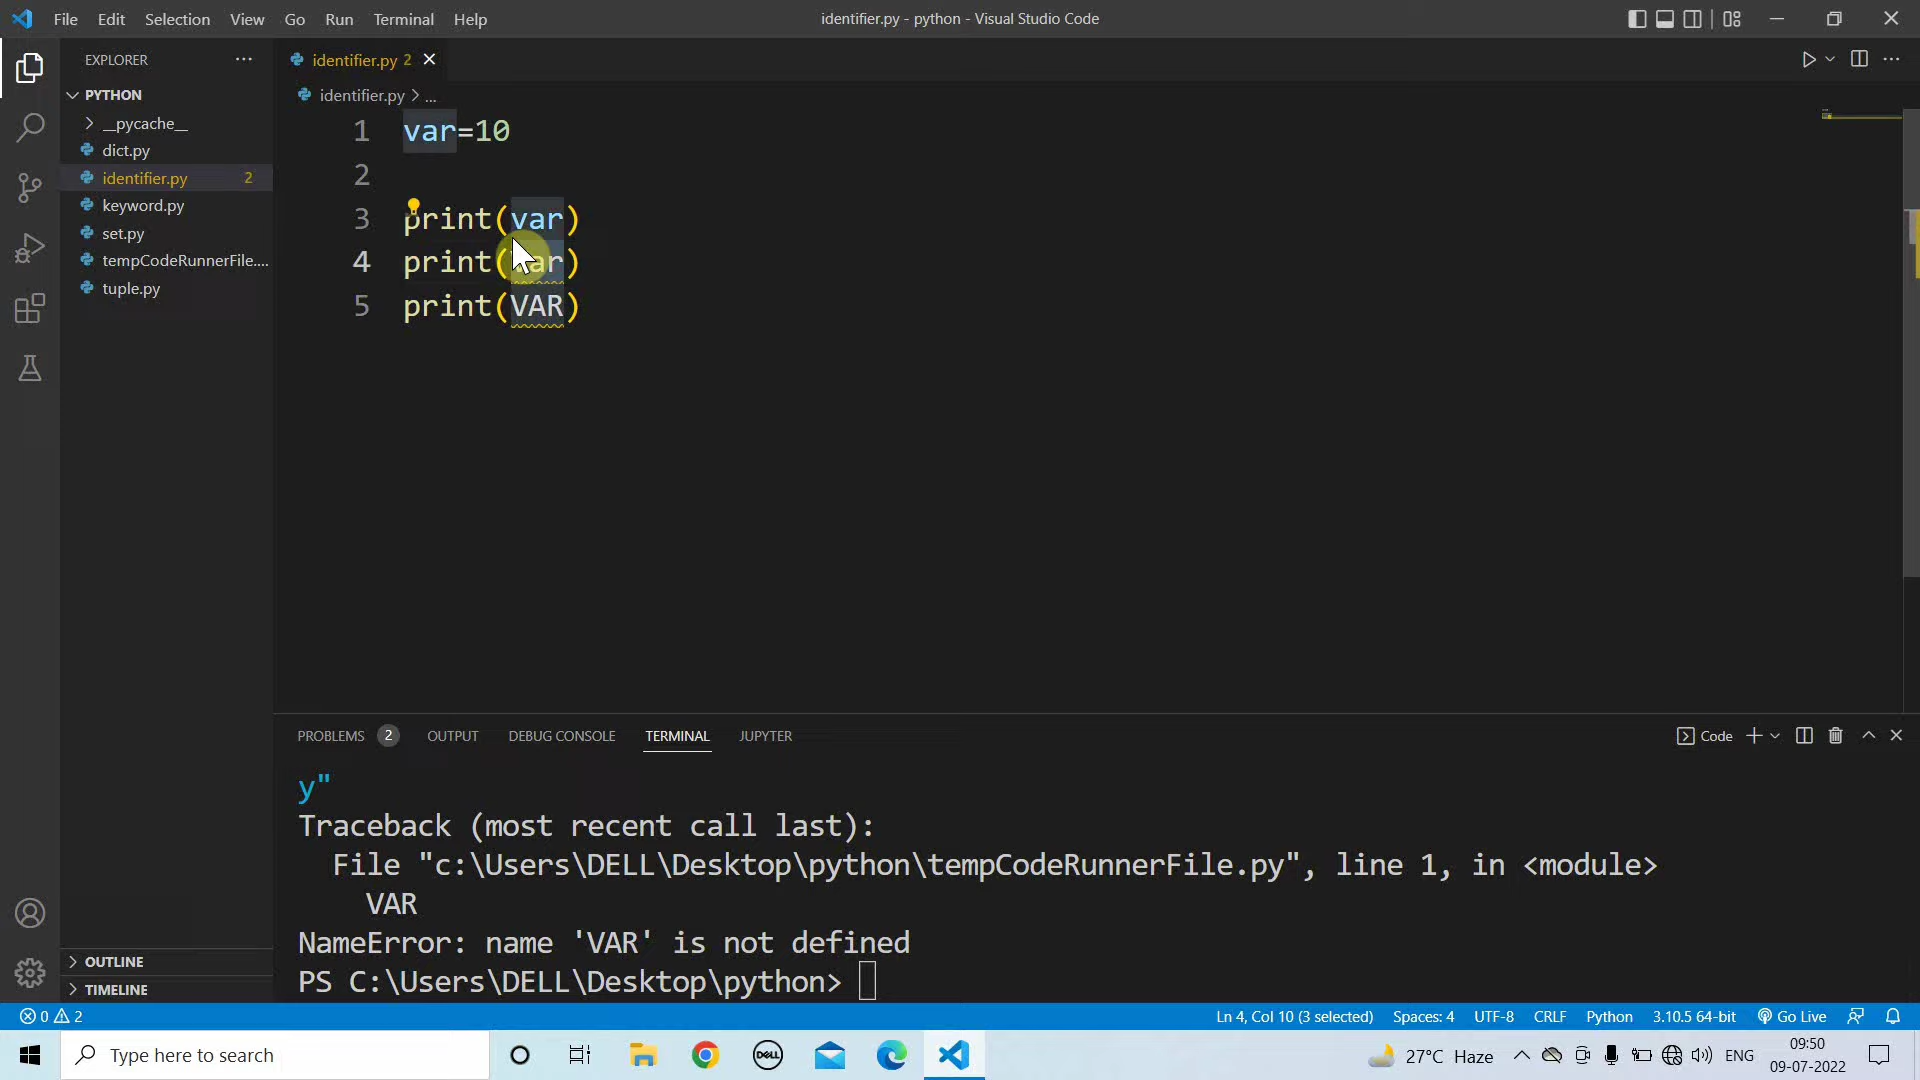 File Edit Selection View Go Run Terminal Help
identifier.py - python - Visual Studio Code
EXPLORER
PYTHON
__pycache__
dict.py
identifier.py 2
keyword.py
set.py
tempCodeRunnerFile....
tuple.py
OUTLINE
TIMELINE
identifier.py 2
identifier.py > ...
1 var=10
2
3 print(var)
4 print(Var)
5 print(VAR)
PROBLEMS 2 OUTPUT DEBUG CONSOLE TERMINAL JUPYTER
Code
y"
Traceback (most recent call last):
File "c:\Users\DELL\Desktop\python\tempCodeRunnerFile.py", line 1, in <module>
VAR
NameError: name 'VAR' is not defined
PS C:\Users\DELL\Desktop\python>
0 2
Ln 4, Col 10 (3 selected) Spaces: 4 UTF-8 CRLF Python 3.10.5 64-bit Go Live
Type here to search
DELL
27°C Haze
ENG
09:50
09-07-2022